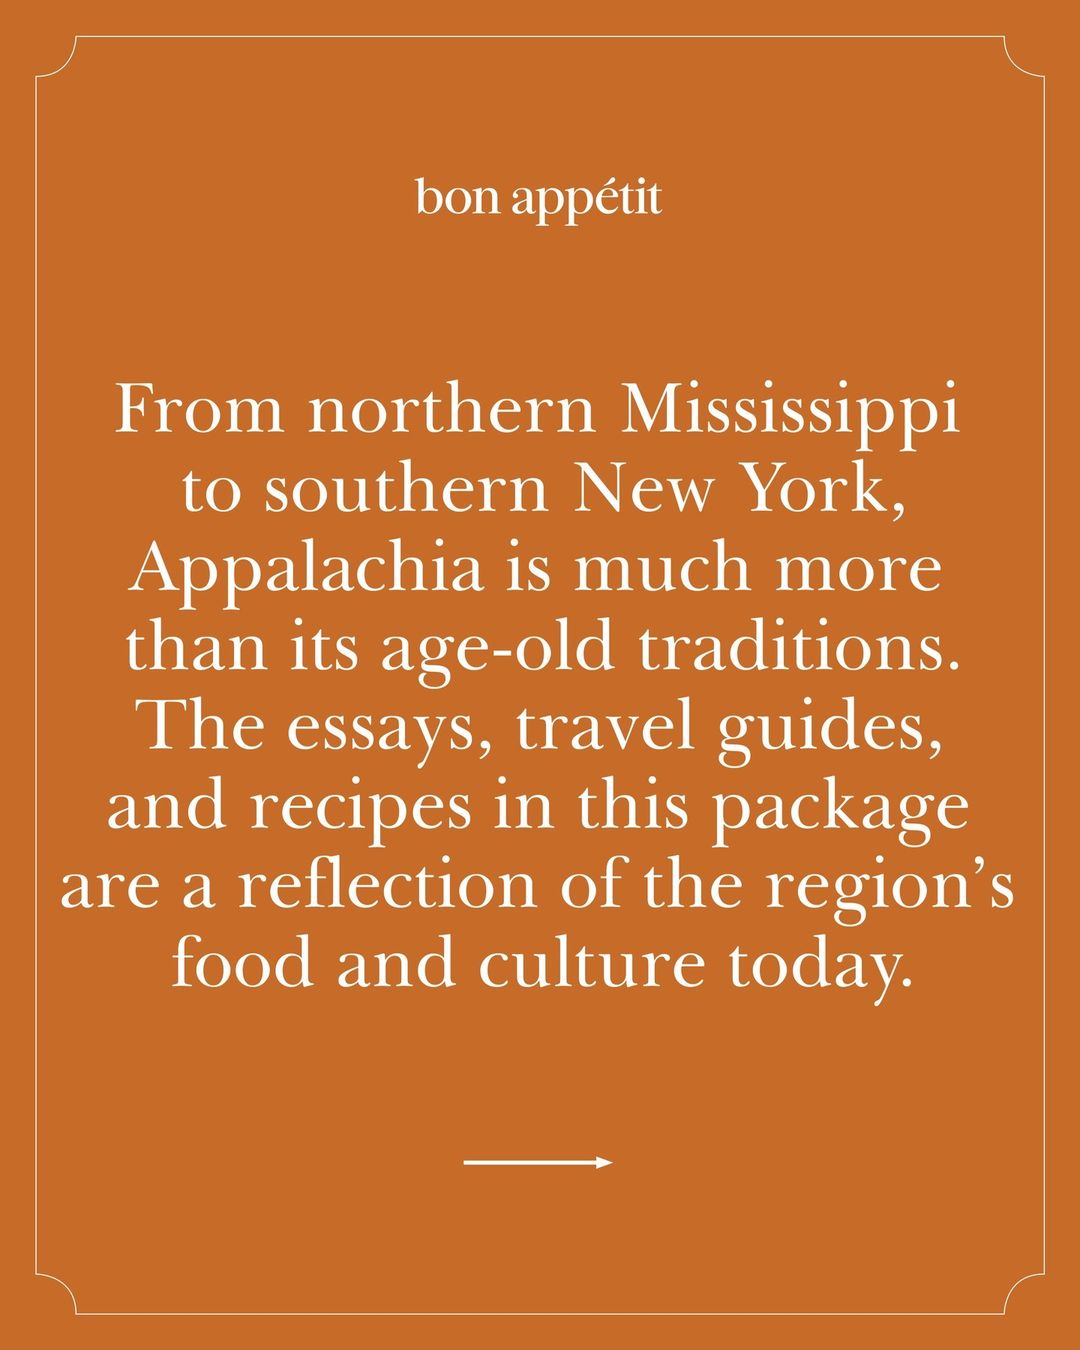 bon appétit
From northern Mississippi
to southern New York,
Appalachia is much more
than its age-old traditions.
The essays, travel guides,
and recipes in this package
are a reflection of the region’s
food and culture today.